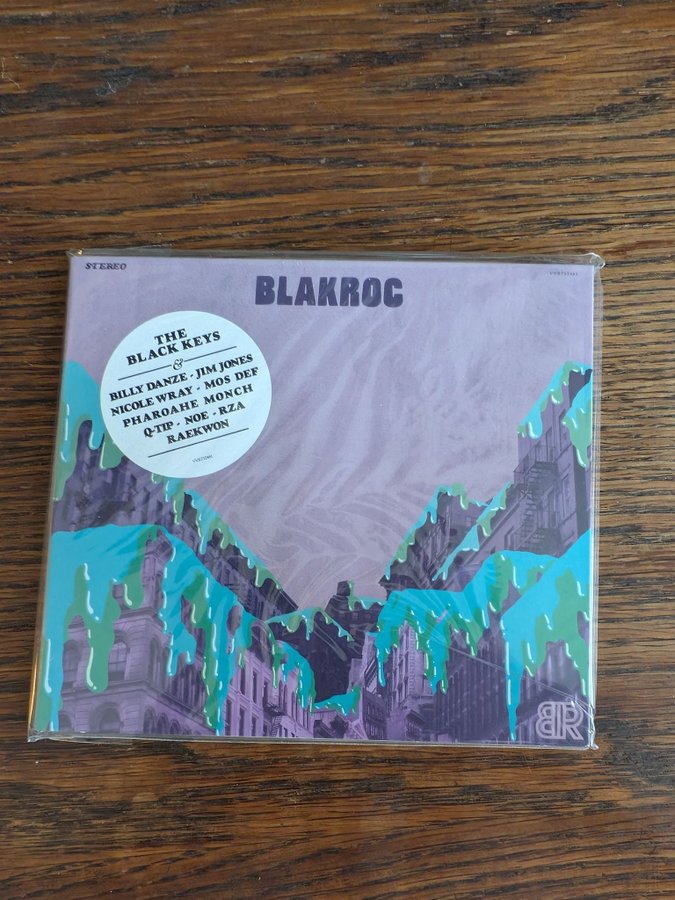 STEREO
BLAKROC
THE
BLACK KEYS
&
BILLY DANZE - JIM JONES
NICOLE WRAY - MOS DEF
PHAROAHE MONCH
Q-TIP - NOE - RZA
RAEKWON
BR